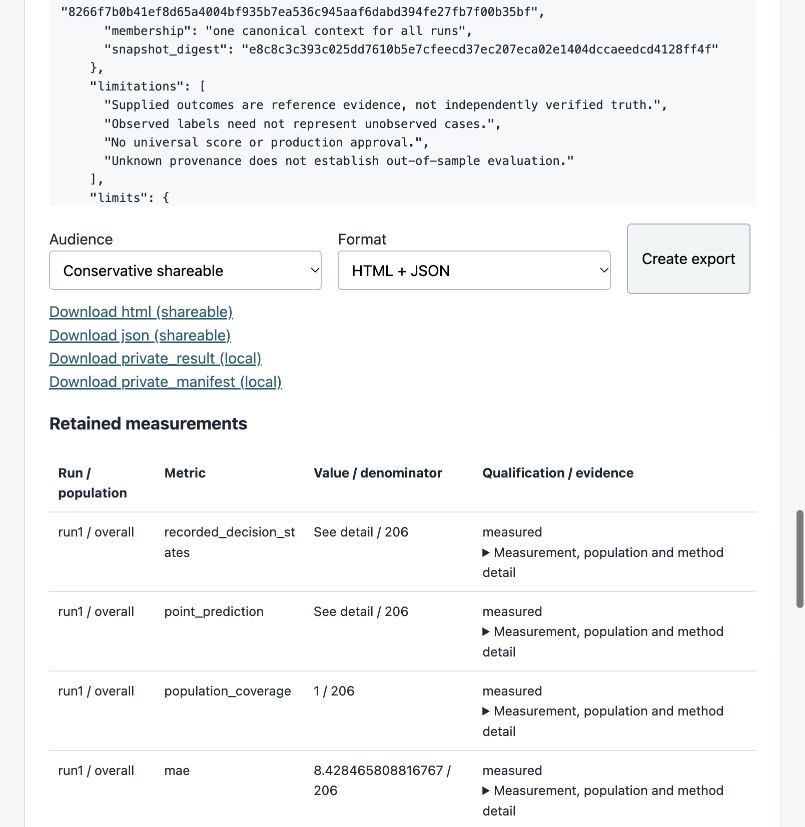 "8266f7b0b41ef8d65a4004bf935b7ea536c945aaf6dabd394fe27fb7f00b35bf",
"membership": "one canonical context for all runs",
"snapshot_digest": "e8c8c3c393c025dd7610b5e7cfeecd37ec207eca02e1404dccaeedcd4128ff4f"
},
"limitations": [
"Supplied outcomes are reference evidence, not independently verified truth.",
"Observed labels need not represent unobserved cases.",
"No universal score or production approval.",
"Unknown provenance does not establish out-of-sample evaluation."
],
"limits": {
Audience
Format
Conservative shareable
HTML + JSON
Create export
Download html (shareable)
Download json (shareable)
Download private_result (local)
Download private_manifest (local)
Retained measurements
Run / population
Metric
Value / denominator
Qualification / evidence
run1 / overall
recorded_decision_st
ates
See detail / 206
measured
▶ Measurement, population and method
detail
run1 / overall
point_prediction
See detail / 206
measured
▶ Measurement, population and method
detail
run1 / overall
population_coverage
1 / 206
measured
▶ Measurement, population and method
detail
run1 / overall
mae
8.428465808816767 /
206
measured
▶ Measurement, population and method
detail